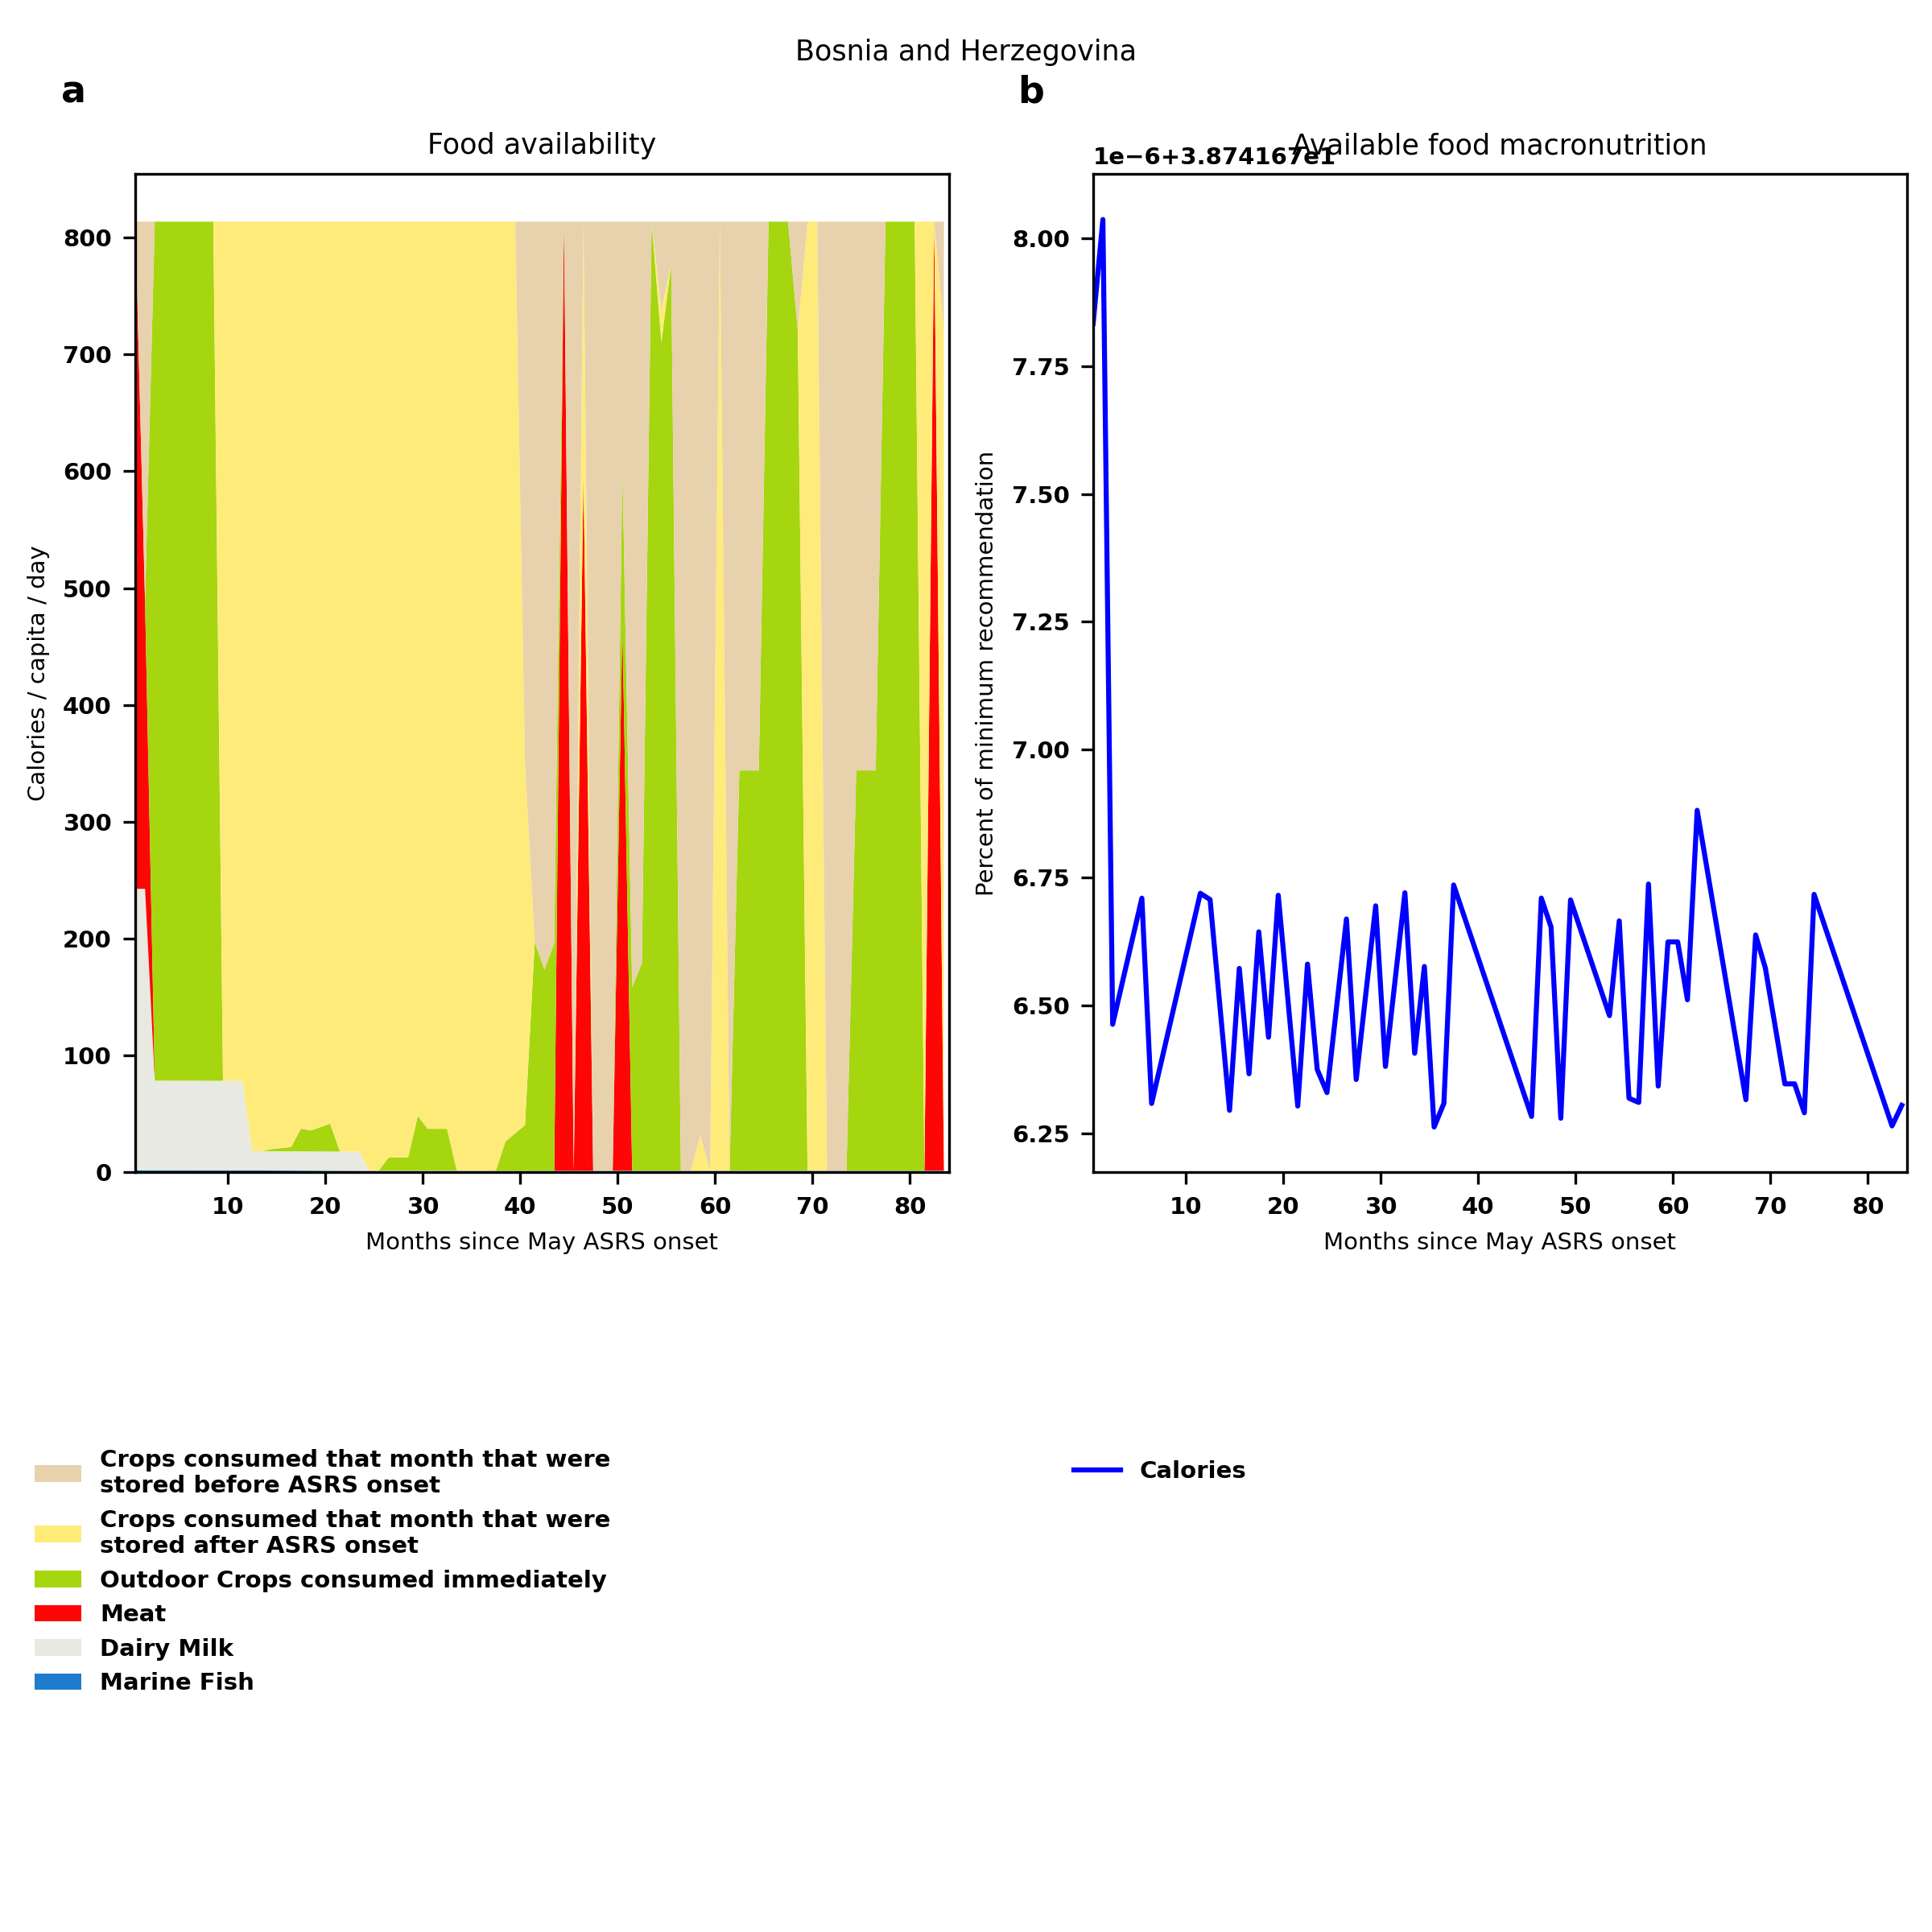 Bosnia and Herzegovina
a
b
Food availability
Available food macronutrition
1e−6+3.874167e1
Calories / capita / day
800
700
600
500
400
300
200
100
0
10 20 30 40 50 60 70 80
Months since May ASRS onset
Percent of minimum recommendation
8.00
7.75
7.50
7.25
7.00
6.75
6.50
6.25
10 20 30 40 50 60 70 80
Months since May ASRS onset
Crops consumed that month that were
stored before ASRS onset
Crops consumed that month that were
stored after ASRS onset
Outdoor Crops consumed immediately
Meat
Dairy Milk
Marine Fish
Calories